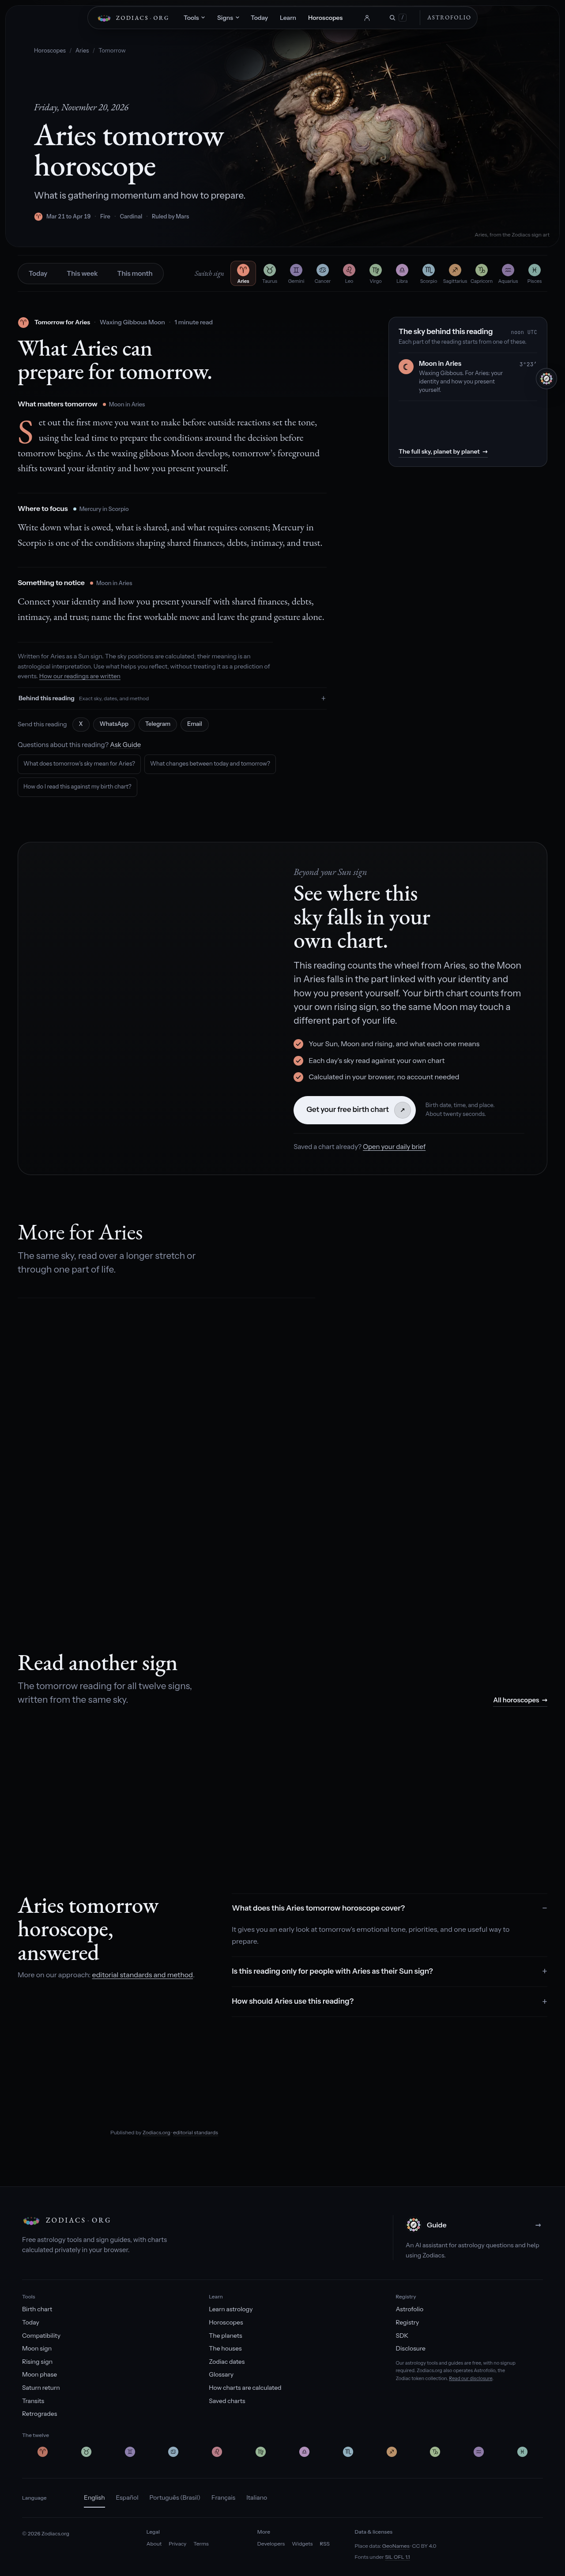 ZODIACS·ORG
Tools
Signs
Today
Learn
Horoscopes
/
ASTROFOLIO
Horoscopes / Aries / Tomorrow
Friday, November 20, 2026
Aries tomorrow
horoscope
What is gathering momentum and how to prepare.
Mar 21 to Apr 19 · Fire · Cardinal · Ruled by Mars
Aries, from the Zodiacs sign art
Today This week This month
Switch sign
Aries Taurus Gemini Cancer Leo Virgo Libra Scorpio Sagittarius Capricorn Aquarius Pisces
Tomorrow for Aries · Waxing Gibbous Moon · 1 minute read
What Aries can
prepare for tomorrow.
What matters tomorrow Moon in Aries
Set out the first move you want to make before outside reactions set the tone,
using the lead time to prepare the conditions around the decision before
tomorrow begins. As the waxing gibbous Moon develops, tomorrow's foreground
shifts toward your identity and how you present yourself.
Where to focus Mercury in Scorpio
Write down what is owed, what is shared, and what requires consent; Mercury in
Scorpio is one of the conditions shaping shared finances, debts, intimacy, and trust.
Something to notice Moon in Aries
Connect your identity and how you present yourself with shared finances, debts,
intimacy, and trust; name the first workable move and leave the grand gesture alone.
Written for Aries as a Sun sign. The sky positions are calculated; their meaning is an
astrological interpretation. Use what helps you reflect, without treating it as a prediction of
events. How our readings are written
Behind this reading Exact sky, dates, and method +
Send this reading X WhatsApp Telegram Email
Questions about this reading? Ask Guide
What does tomorrow's sky mean for Aries?
What changes between today and tomorrow?
How do I read this against my birth chart?
The sky behind this reading noon UTC
Each part of the reading starts from one of these.
Moon in Aries 3°23′
Waxing Gibbous. For Aries: your
identity and how you present
yourself.
The full sky, planet by planet →
Beyond your Sun sign
See where this
sky falls in your
own chart.
This reading counts the wheel from Aries, so the Moon
in Aries falls in the part linked with your identity and
how you present yourself. Your birth chart counts from
your own rising sign, so the same Moon may touch a
different part of your life.
Your Sun, Moon and rising, and what each one means
Each day's sky read against your own chart
Calculated in your browser, no account needed
Get your free birth chart ↗
Birth date, time, and place.
About twenty seconds.
Saved a chart already? Open your daily brief
More for Aries
The same sky, read over a longer stretch or
through one part of life.
Read another sign
The tomorrow reading for all twelve signs,
written from the same sky.
All horoscopes →
Aries tomorrow
horoscope,
answered
More on our approach: editorial standards and method.
What does this Aries tomorrow horoscope cover? −
It gives you an early look at tomorrow's emotional tone, priorities, and one useful way to
prepare.
Is this reading only for people with Aries as their Sun sign? +
How should Aries use this reading? +
Published by Zodiacs.org · editorial standards
ZODIACS·ORG
Free astrology tools and sign guides, with charts
calculated privately in your browser.
Guide →
An AI assistant for astrology questions and help
using Zodiacs.
Tools
Birth chart
Today
Compatibility
Moon sign
Rising sign
Moon phase
Saturn return
Transits
Retrogrades
Learn
Learn astrology
Horoscopes
The planets
The houses
Zodiac dates
Glossary
How charts are calculated
Saved charts
Registry
Astrofolio
Registry
SDK
Disclosure
Our astrology tools and guides are free, with no signup
required. Zodiacs.org also operates Astrofolio, the
Zodiac token collection. Read our disclosure.
The twelve
Language
English Español Português (Brasil) Français Italiano
© 2026 Zodiacs.org
Legal
About Privacy Terms
More
Developers Widgets RSS
Data & licenses
Place data: GeoNames · CC BY 4.0
Fonts under SIL OFL 1.1